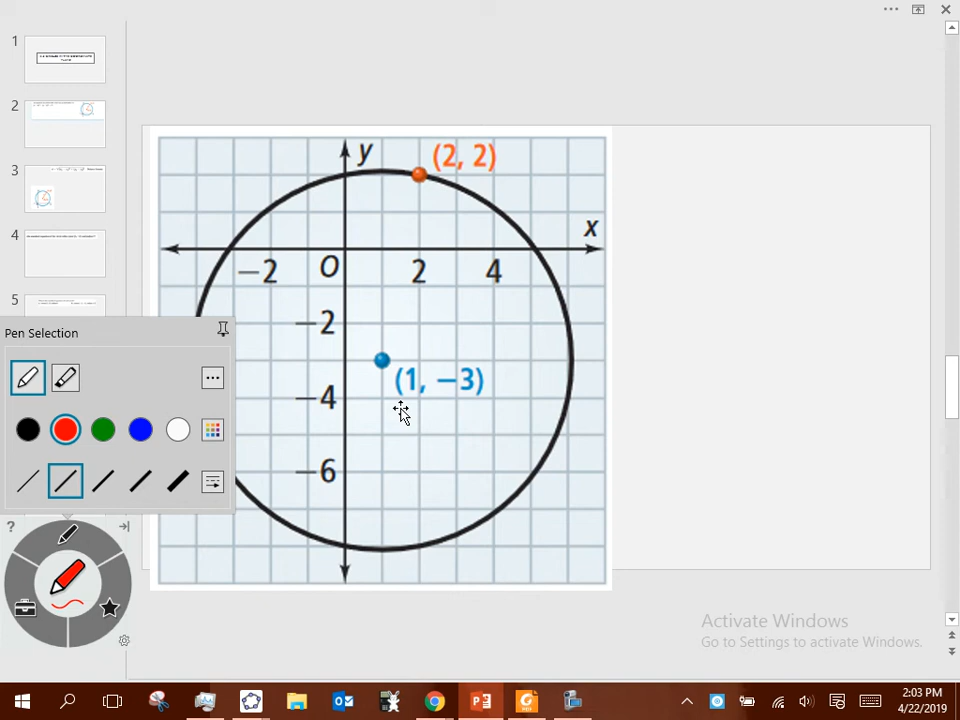 1
2
3
4
5
y
(2, 2)
x
−2
O
2
4
−2
(1, −3)
−4
−6
Pen Selection
?
Activate Windows
Go to Settings to activate Windows.
2:03 PM
4/22/2019